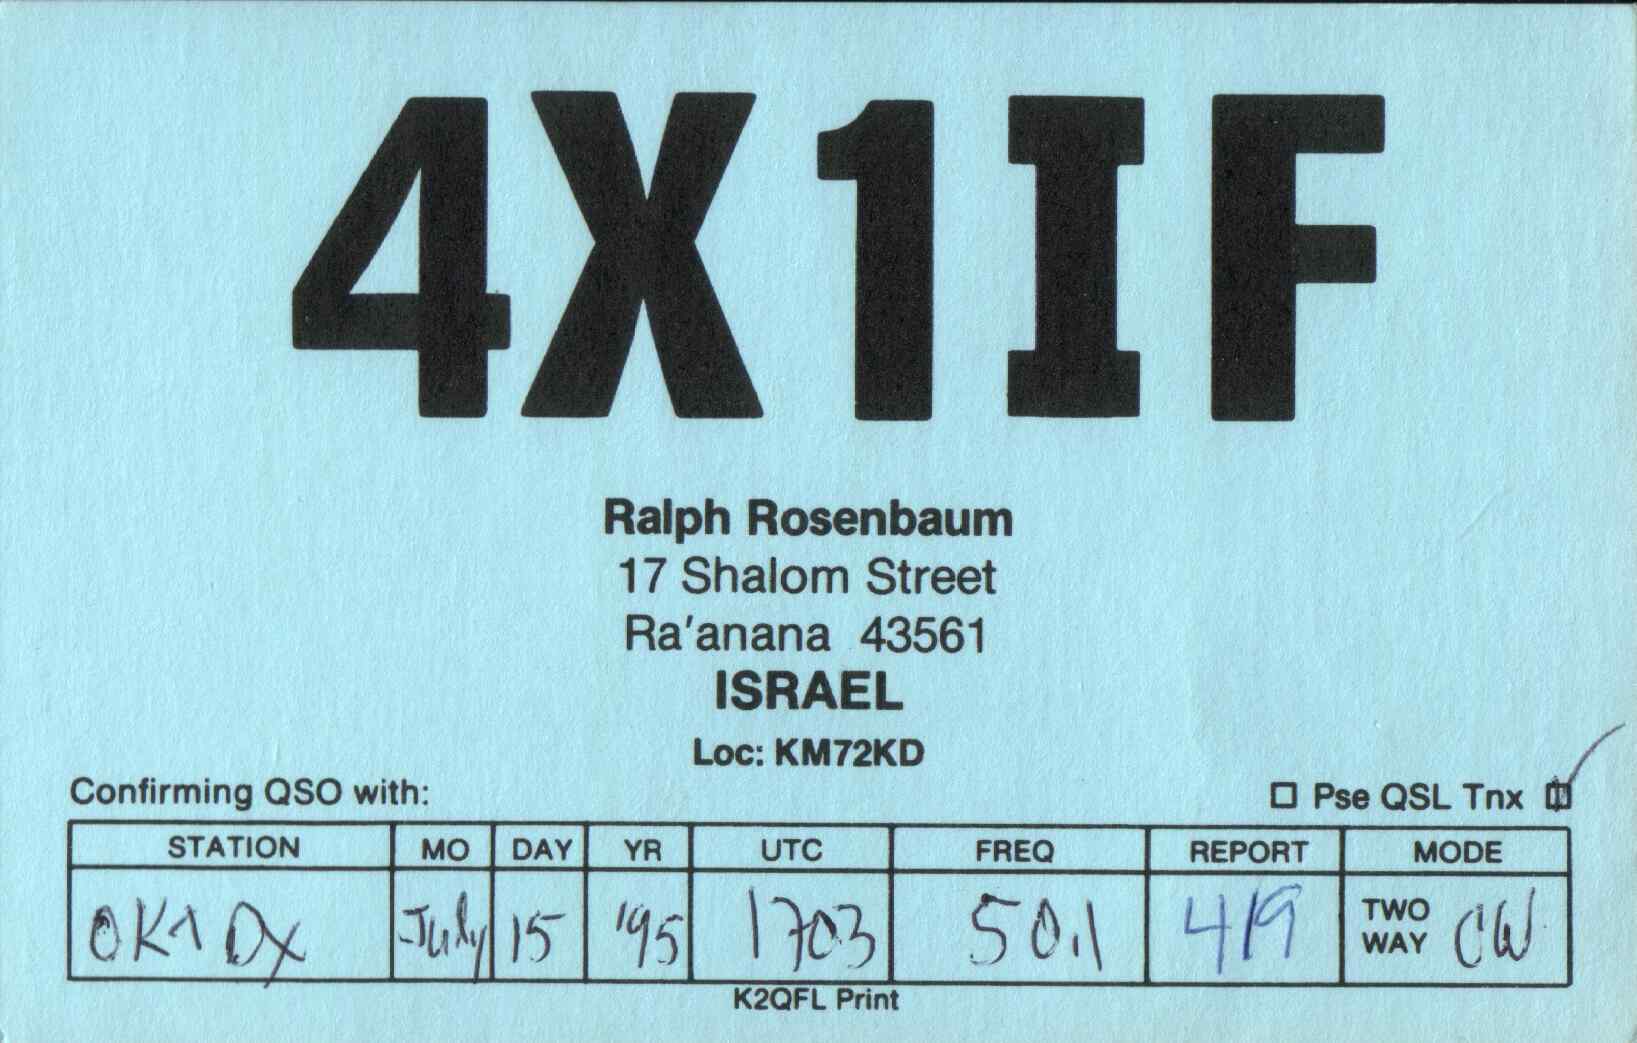 4X1IF
Ralph Rosenbaum
17 Shalom Street
Ra'anana 43561
ISRAEL
Loc: KM72KD
Confirming QSO with: ☐ Pse QSL Tnx ☑
STATION MO DAY YR UTC FREQ REPORT MODE
OK1DX July 15 '95 1703 50.1 419 TWO WAY CW
K2QFL Print